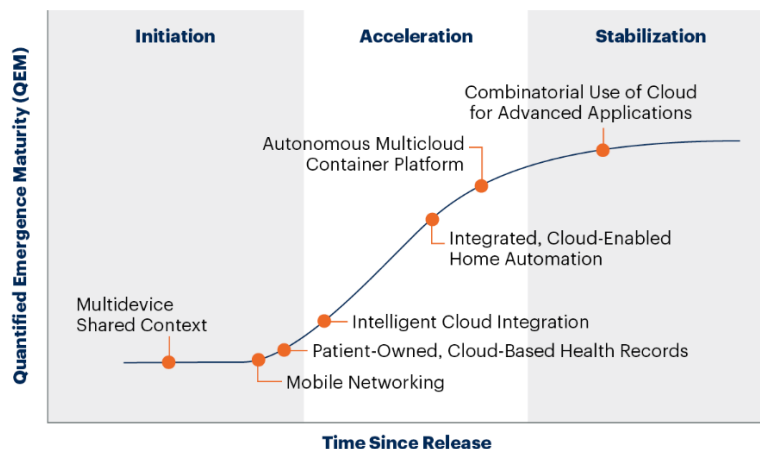 Initiation
Acceleration
Stabilization
Quantified Emergence Maturity (QEM)
Combinatorial Use of Cloud
for Advanced Applications
Autonomous Multicloud
Container Platform
Integrated, Cloud-Enabled
Home Automation
Multidevice
Shared Context
Intelligent Cloud Integration
Patient-Owned, Cloud-Based Health Records
Mobile Networking
Time Since Release